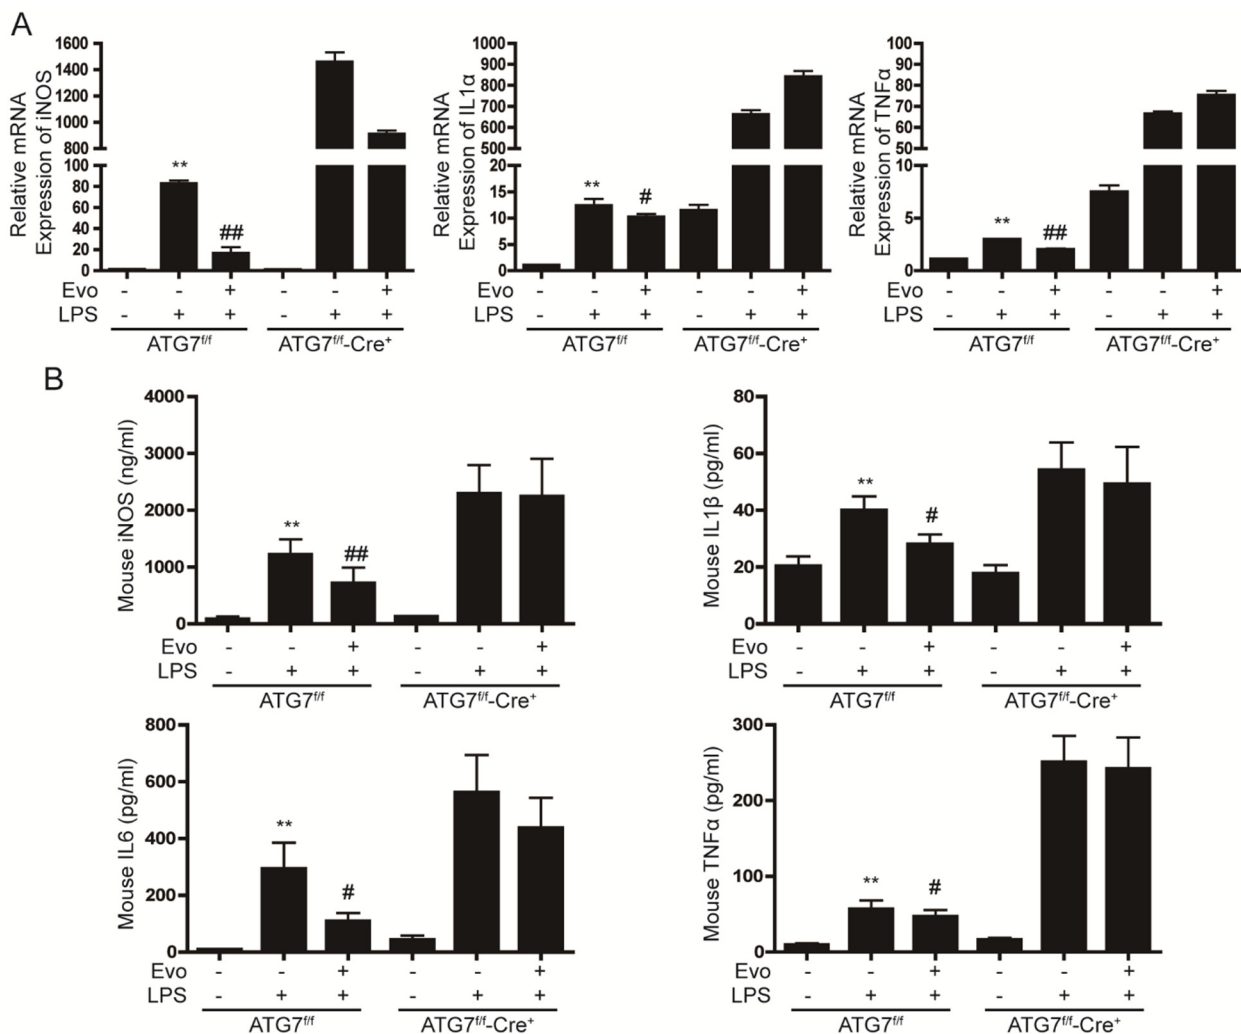 A
Relative mRNA
Expression of iNOS
1600
1400
1200
1000
800
100
80
60
40
20
0
**
##
Evo - - + - - +
LPS - + + - + +
ATG7f/f ATG7f/f-Cre+
Relative mRNA
Expression of IL1α
1000
900
800
700
600
500
20
15
10
5
0
**
#
Evo - - + - - +
LPS - + + - + +
ATG7f/f ATG7f/f-Cre+
Relative mRNA
Expression of TNFα
100
90
80
70
60
50
10
5
0
**
##
Evo - - + - - +
LPS - + + - + +
ATG7f/f ATG7f/f-Cre+
B
Mouse iNOS (ng/ml)
4000
3000
2000
1000
0
**
##
Evo - - + - - +
LPS - + + - + +
ATG7f/f ATG7f/f-Cre+
Mouse IL1β (pg/ml)
80
60
40
20
0
**
#
Evo - - + - - +
LPS - + + - + +
ATG7f/f ATG7f/f-Cre+
Mouse IL6 (pg/ml)
800
600
400
200
0
**
#
Evo - - + - - +
LPS - + + - + +
ATG7f/f ATG7f/f-Cre+
Mouse TNFα (pg/ml)
300
200
100
0
**
#
Evo - - + - - +
LPS - + + - + +
ATG7f/f ATG7f/f-Cre+